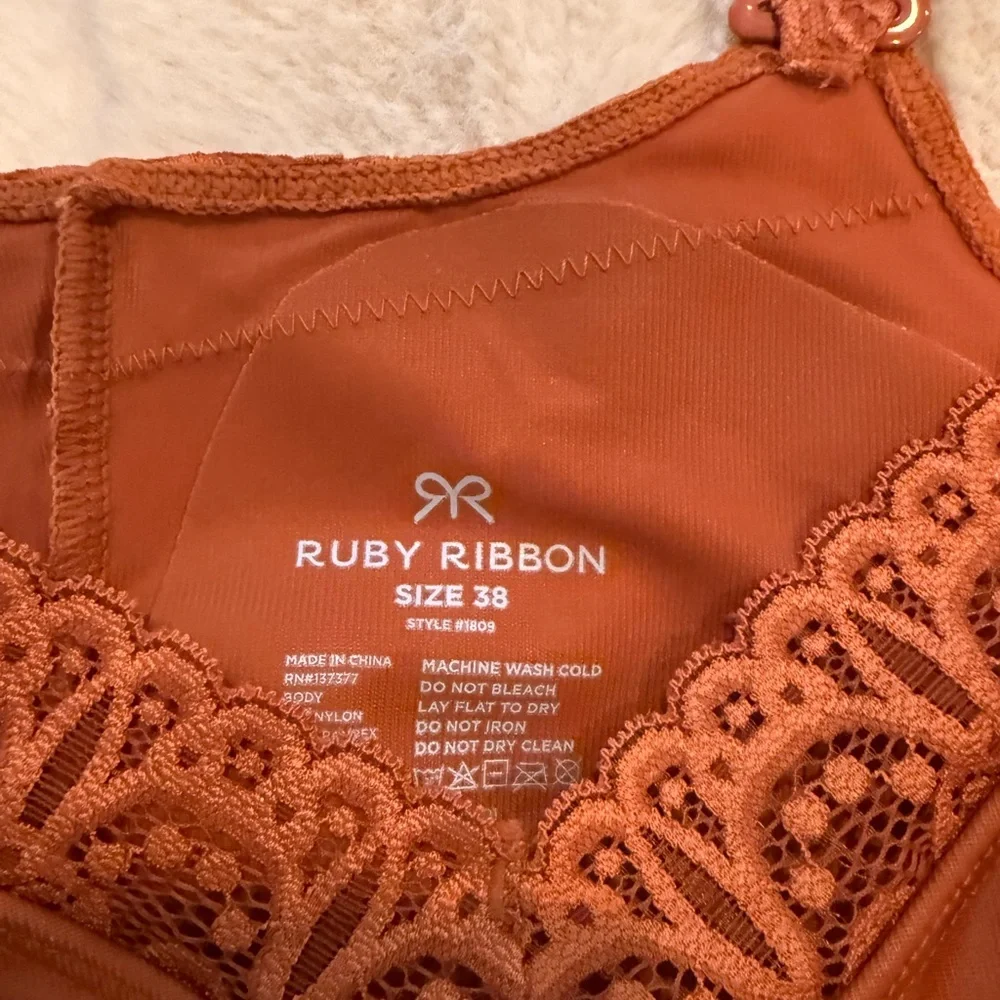 RUBY RIBBON
SIZE 38
STYLE #1809
MADE IN CHINA
RN#137377
BODY
NYLON
MACHINE WASH COLD
DO NOT BLEACH
LAY FLAT TO DRY
DO NOT IRON
DO NOT DRY CLEAN